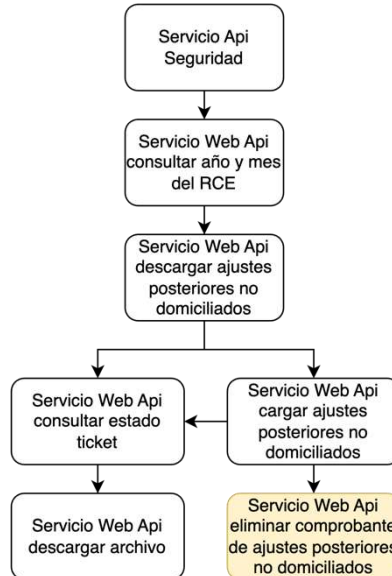 Servicio Api
Seguridad
Servicio Web Api
consultar año y mes
del RCE
Servicio Web Api
descargar ajustes
posteriores no
domiciliados
Servicio Web Api
consultar estado
ticket
Servicio Web Api
cargar ajustes
posteriores no
domiciliados
Servicio Web Api
descargar archivo
Servicio Web Api
eliminar comprobante
de ajustes posteriores
no domiciliados